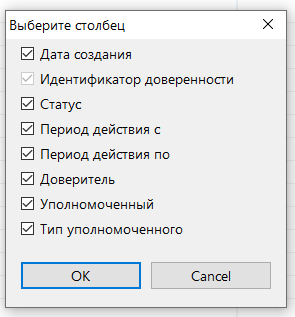 Выберите столбец
Дата создания
Идентификатор доверенности
Статус
Период действия с
Период действия по
Доверитель
Уполномоченный
Тип уполномоченного
OK Cancel